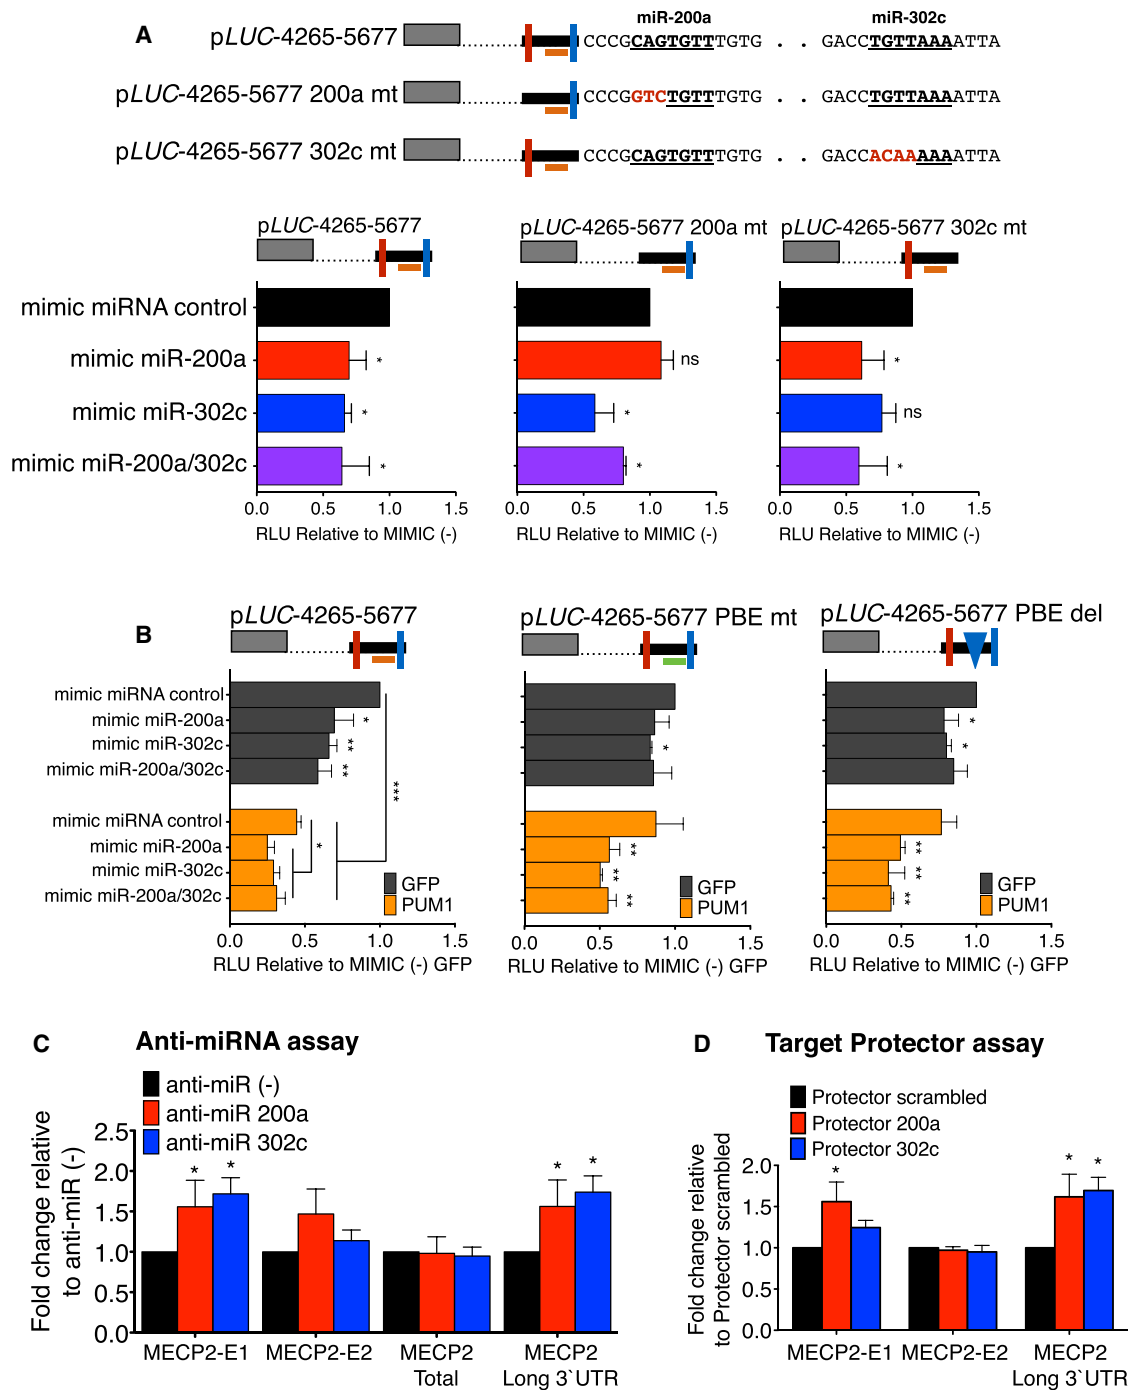 A
miR-200a miR-302c
pLUC-4265-5677 CCCGCAGTGTTTGTG . . GACCTGTTAAAATTA
pLUC-4265-5677 200a mt CCCGGTCTGTTTGTG . . GACCTGTTAAAATTA
pLUC-4265-5677 302c mt CCCGCAGTGTTTGTG . . GACCACAAAAAATTA
pLUC-4265-5677 pLUC-4265-5677 200a mt pLUC-4265-5677 302c mt
mimic miRNA control
mimic miR-200a * ns *
mimic miR-302c * * ns
mimic miR-200a/302c * * *
0.0 0.5 1.0 1.5 0.0 0.5 1.0 1.5 0.0 0.5 1.0 1.5
RLU Relative to MIMIC (-) RLU Relative to MIMIC (-) RLU Relative to MIMIC (-)
B
pLUC-4265-5677 pLUC-4265-5677 PBE mt pLUC-4265-5677 PBE del
mimic miRNA control
mimic miR-200a * *
mimic miR-302c ** * *
mimic miR-200a/302c **
***
mimic miRNA control
mimic miR-200a * ** **
mimic miR-302c ** **
mimic miR-200a/302c ** **
GFP GFP GFP
PUM1 PUM1 PUM1
0.0 0.5 1.0 1.5 0.0 0.5 1.0 1.5 0.0 0.5 1.0 1.5
RLU Relative to MIMIC (-) GFP RLU Relative to MIMIC (-) GFP RLU Relative to MIMIC (-) GFP
C Anti-miRNA assay
anti-miR (-)
anti-miR 200a
anti-miR 302c
Fold change relative
to anti-miR (-)
2.5
2.0
1.5
1.0
0.5
0.0
* * * *
MECP2-E1 MECP2-E2 MECP2 MECP2
Total Long 3`UTR
D Target Protector assay
Protector scrambled
Protector 200a
Protector 302c
Fold change relative
to Protector scrambled
2.0
1.5
1.0
0.5
0.0
* * *
MECP2-E1 MECP2-E2 MECP2
Long 3`UTR